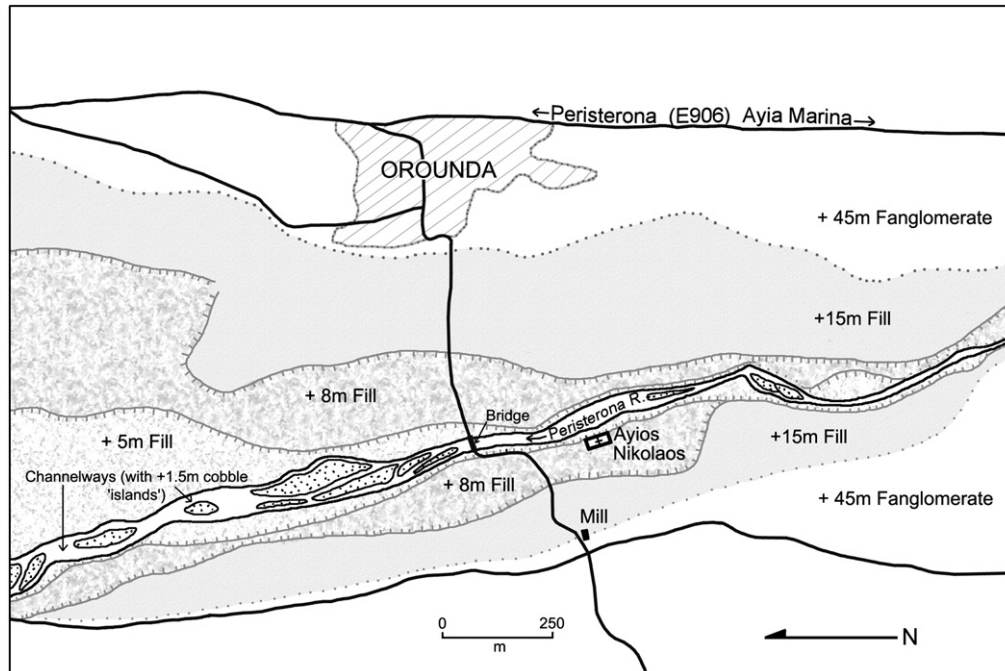 ←Peristerona (E906) Ayia Marina→
OROUNDA
+ 45m Fanglomerate
+15m Fill
+ 8m Fill
Bridge
Peristerona R.
+ 5m Fill
Ayios
Nikolaos
+15m Fill
Channelways (with +1.5m cobble
'islands')
+ 8m Fill
+ 45m Fanglomerate
Mill
0 250
m
N